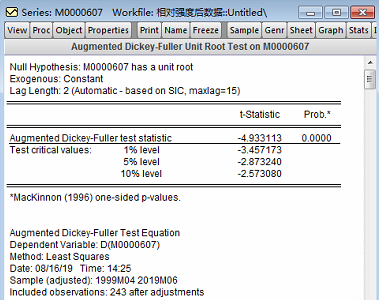 Series: M0000607 Workfile: 相对强度后数据::Untitled\
View Proc Object Properties Print Name Freeze Sample Genr Sheet Graph Stats I
Augmented Dickey-Fuller Unit Root Test on M0000607
Null Hypothesis: M0000607 has a unit root
Exogenous: Constant
Lag Length: 2 (Automatic - based on SIC, maxlag=15)
t-Statistic Prob.*
Augmented Dickey-Fuller test statistic -4.933113 0.0000
Test critical values: 1% level -3.457173
5% level -2.873240
10% level -2.573080
*MacKinnon (1996) one-sided p-values.
Augmented Dickey-Fuller Test Equation
Dependent Variable: D(M0000607)
Method: Least Squares
Date: 08/16/19 Time: 14:25
Sample (adjusted): 1999M04 2019M06
Included observations: 243 after adjustments